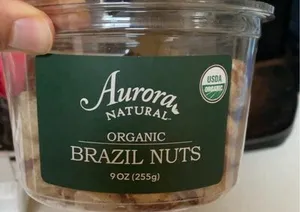 Aurora
NATURAL
USDA
ORGANIC
ORGANIC
BRAZIL NUTS
9 OZ (255g)